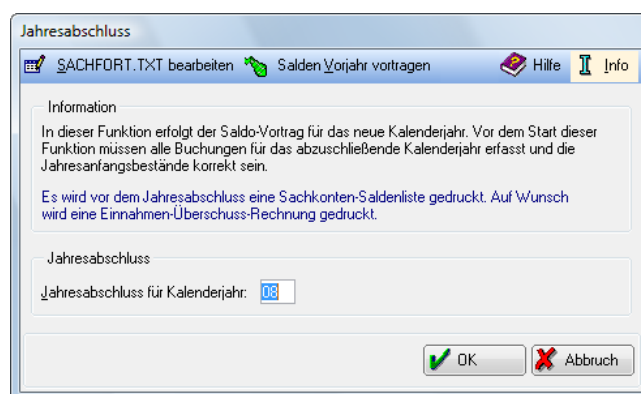 Jahresabschluss
SACHFORT.TXT bearbeiten Salden Vorjahr vortragen Hilfe Info
Information
In dieser Funktion erfolgt der Saldo-Vortrag für das neue Kalenderjahr. Vor dem Start dieser
Funktion müssen alle Buchungen für das abzuschließende Kalenderjahr erfasst und die
Jahresanfangsbestände korrekt sein.
Es wird vor dem Jahresabschluss eine Sachkonten-Saldenliste gedruckt. Auf Wunsch
wird eine Einnahmen-Überschuss-Rechnung gedruckt.
Jahresabschluss
Jahresabschluss für Kalenderjahr: 08
OK Abbruch